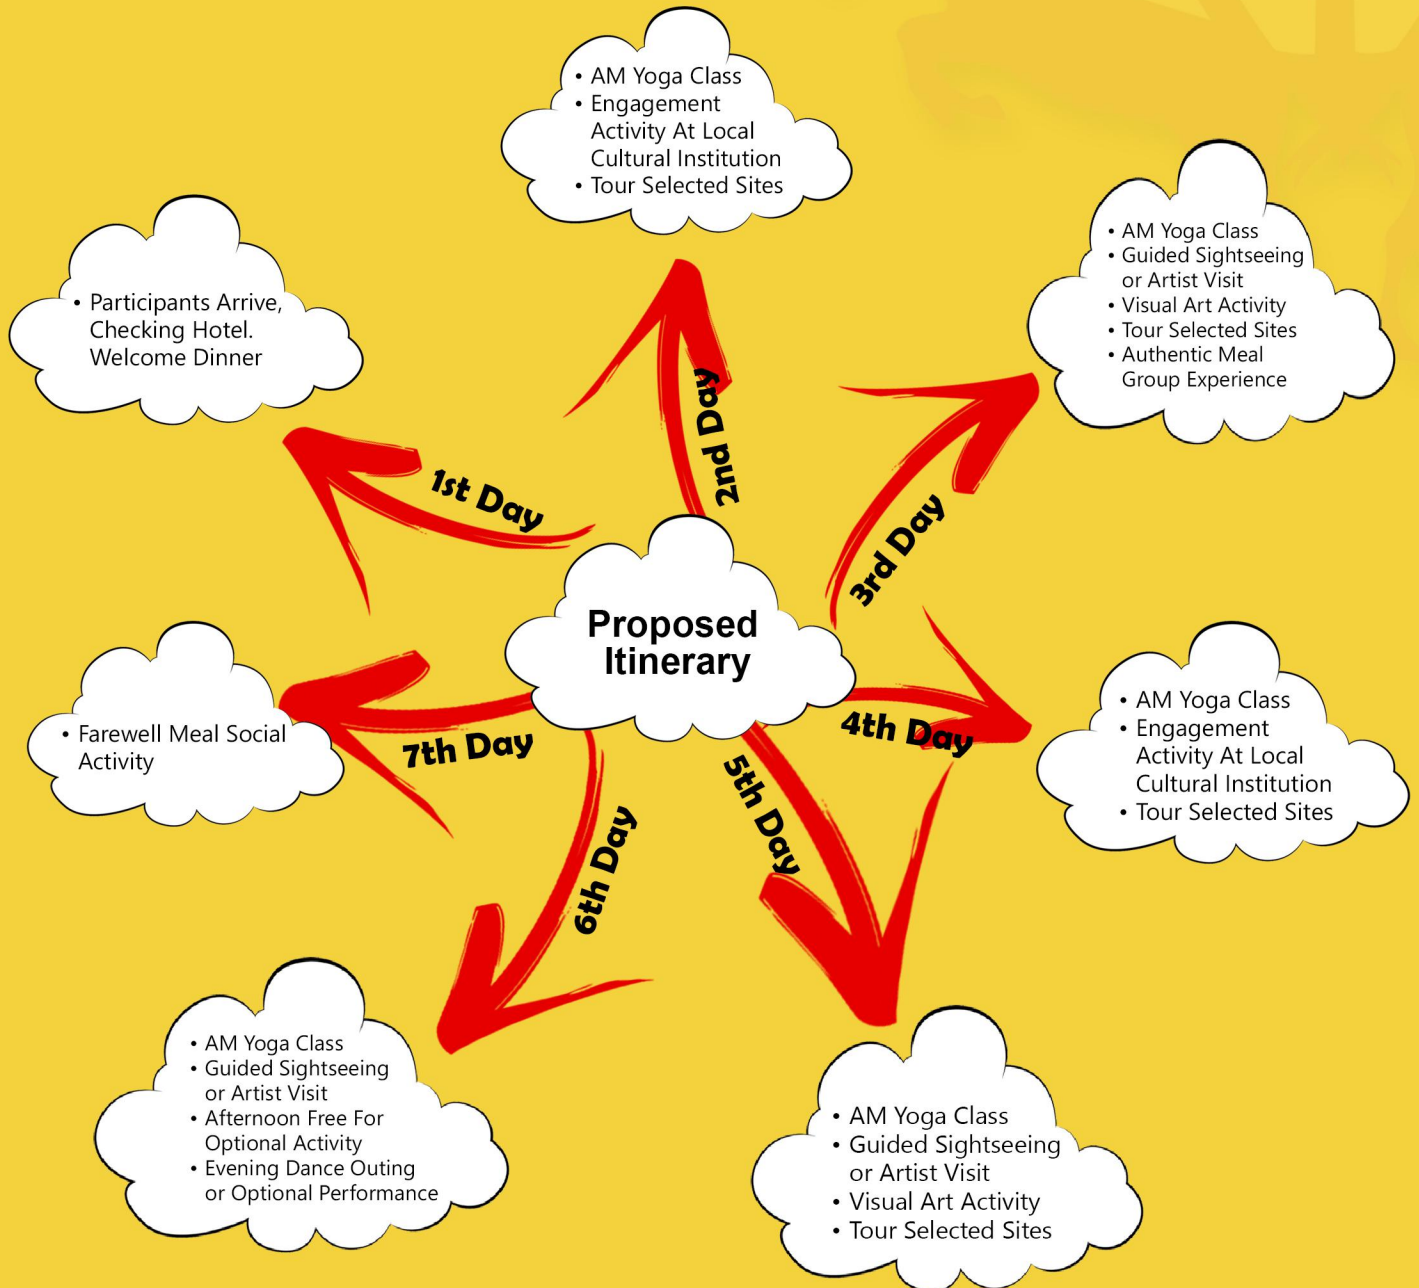 Proposed
Itinerary
1st Day
• Participants Arrive,
Checking Hotel.
Welcome Dinner
2nd Day
• AM Yoga Class
• Engagement
Activity At Local
Cultural Institution
• Tour Selected Sites
3rd Day
• AM Yoga Class
• Guided Sightseeing
or Artist Visit
• Visual Art Activity
• Tour Selected Sites
• Authentic Meal
Group Experience
4th Day
• AM Yoga Class
• Engagement
Activity At Local
Cultural Institution
• Tour Selected Sites
5th Day
• AM Yoga Class
• Guided Sightseeing
or Artist Visit
• Visual Art Activity
• Tour Selected Sites
6th Day
• AM Yoga Class
• Guided Sightseeing
or Artist Visit
• Afternoon Free For
Optional Activity
• Evening Dance Outing
or Optional Performance
7th Day
• Farewell Meal Social
Activity